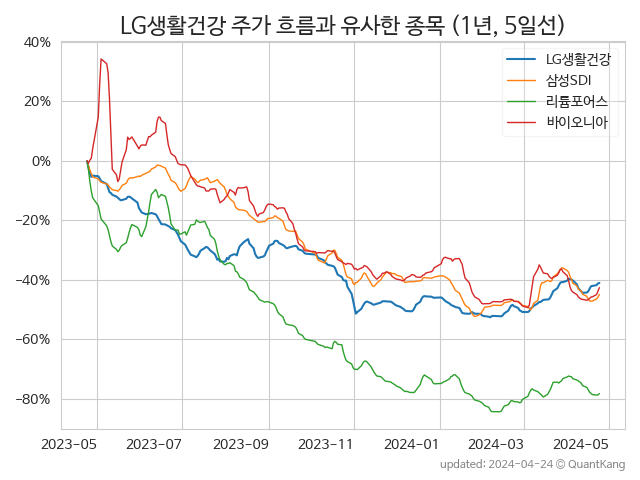 LG생활건강 주가 흐름과 유사한 종목 (1년, 5일선)
40%
20%
0%
−20%
−40%
−60%
−80%
LG생활건강
삼성SDI
리튬포어스
바이오니아
2023-05
2023-07
2023-09
2023-11
2024-01
2024-03
2024-05
updated: 2024-04-24 © QuantKang